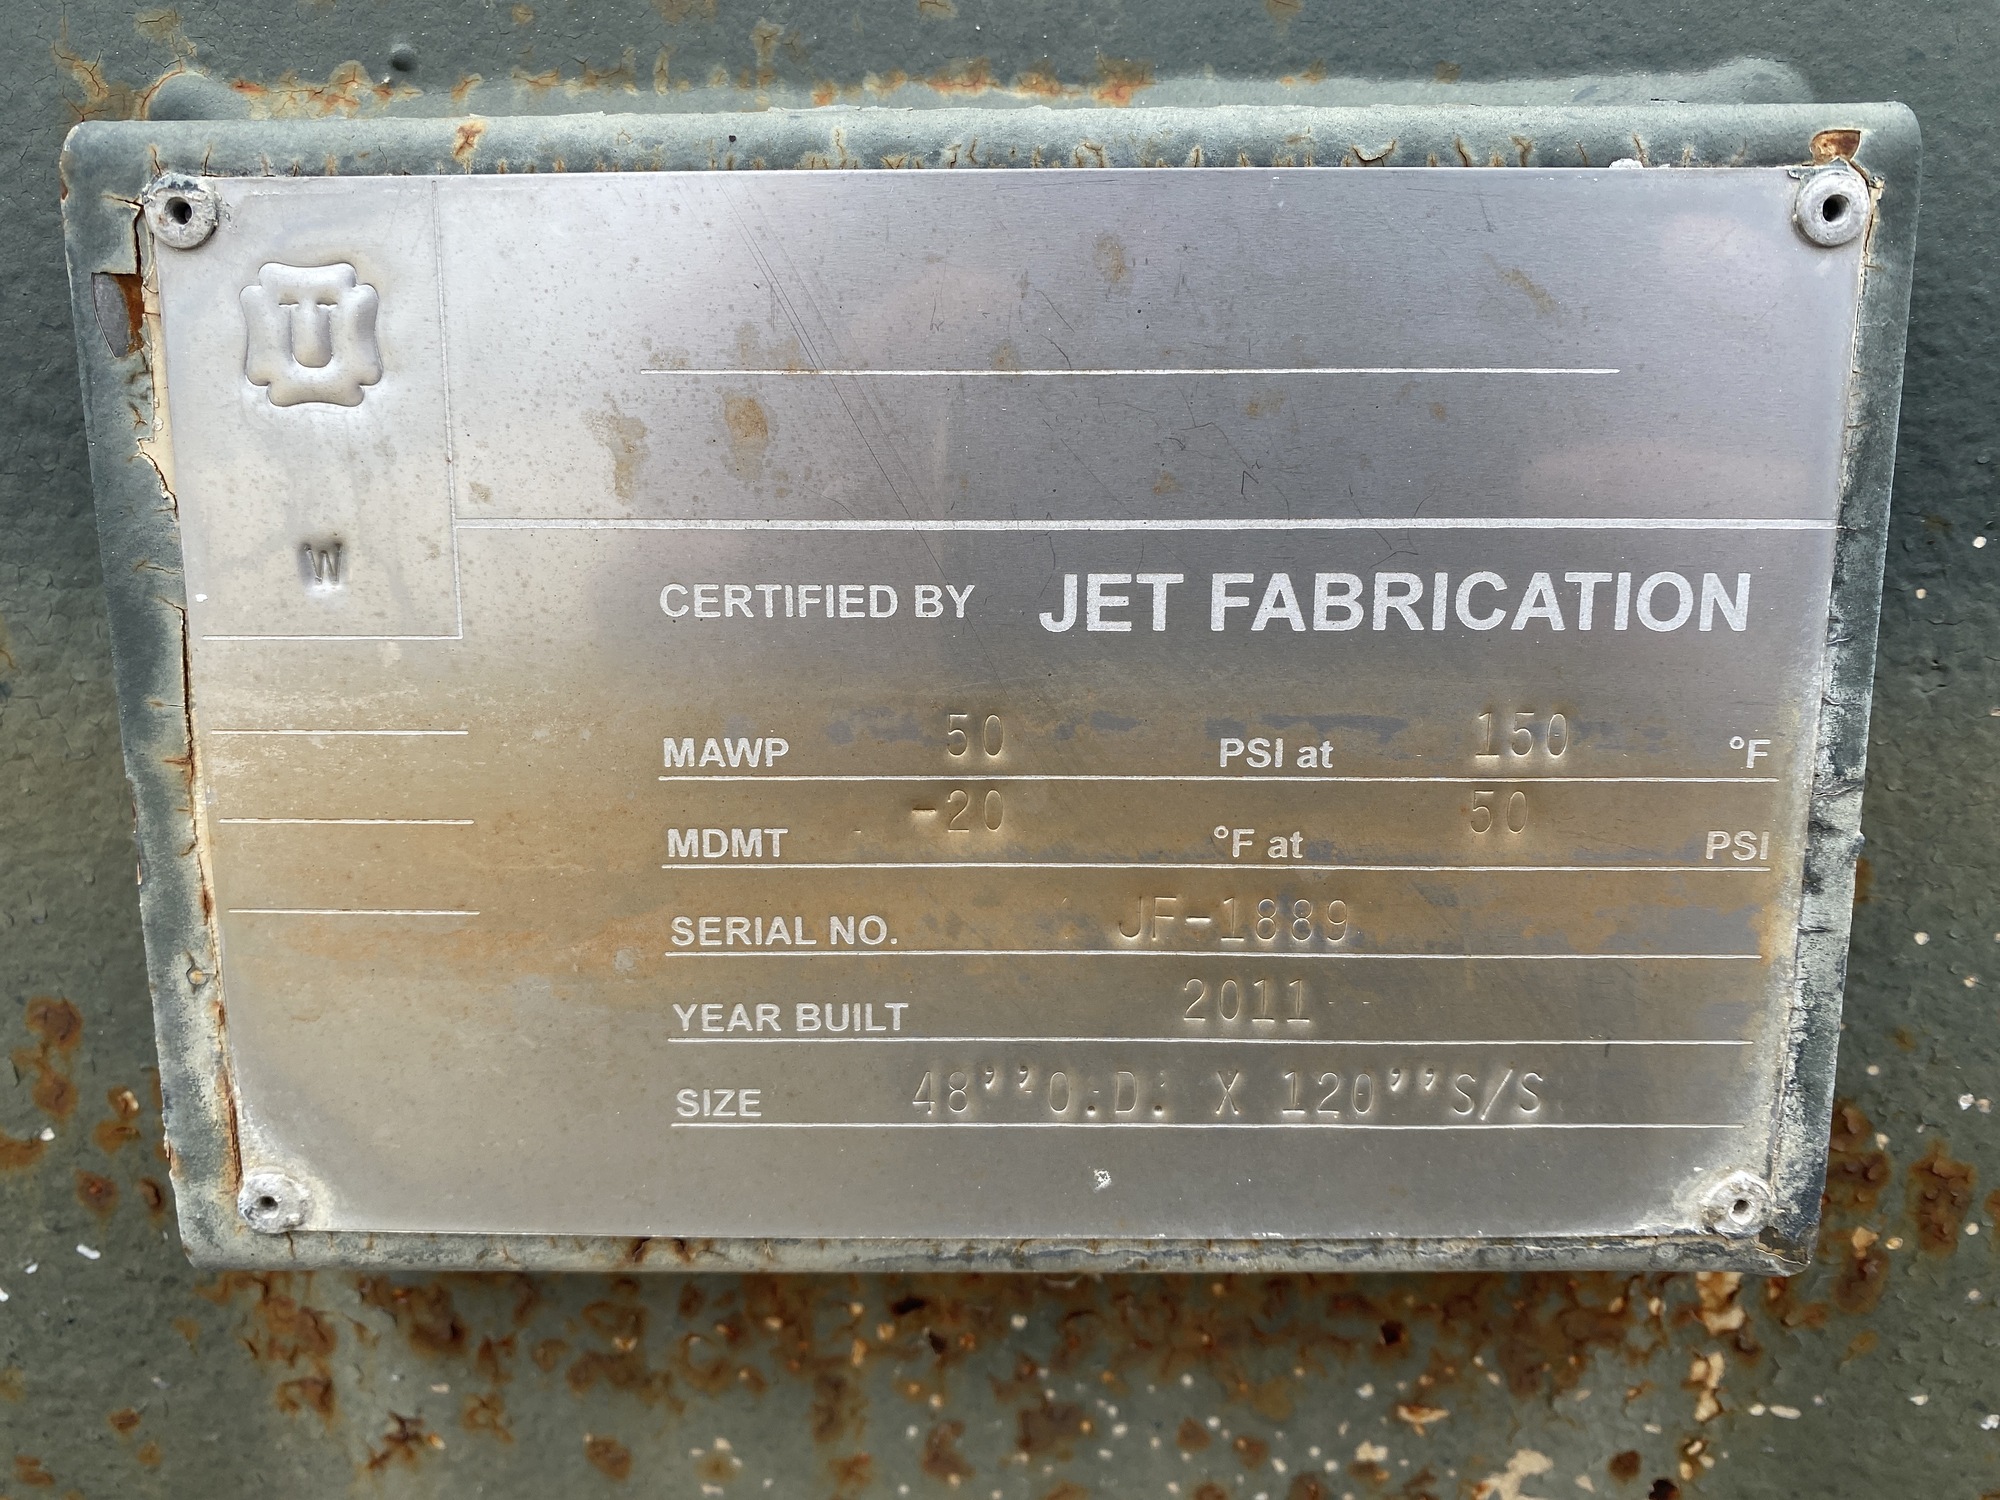 U
W
CERTIFIED BY JET FABRICATION
MAWP 50 PSI at 150 °F
MDMT -20 °F at 50 PSI
SERIAL NO. JF-1889
YEAR BUILT 2011
SIZE 48''O.D. X 120''S/S